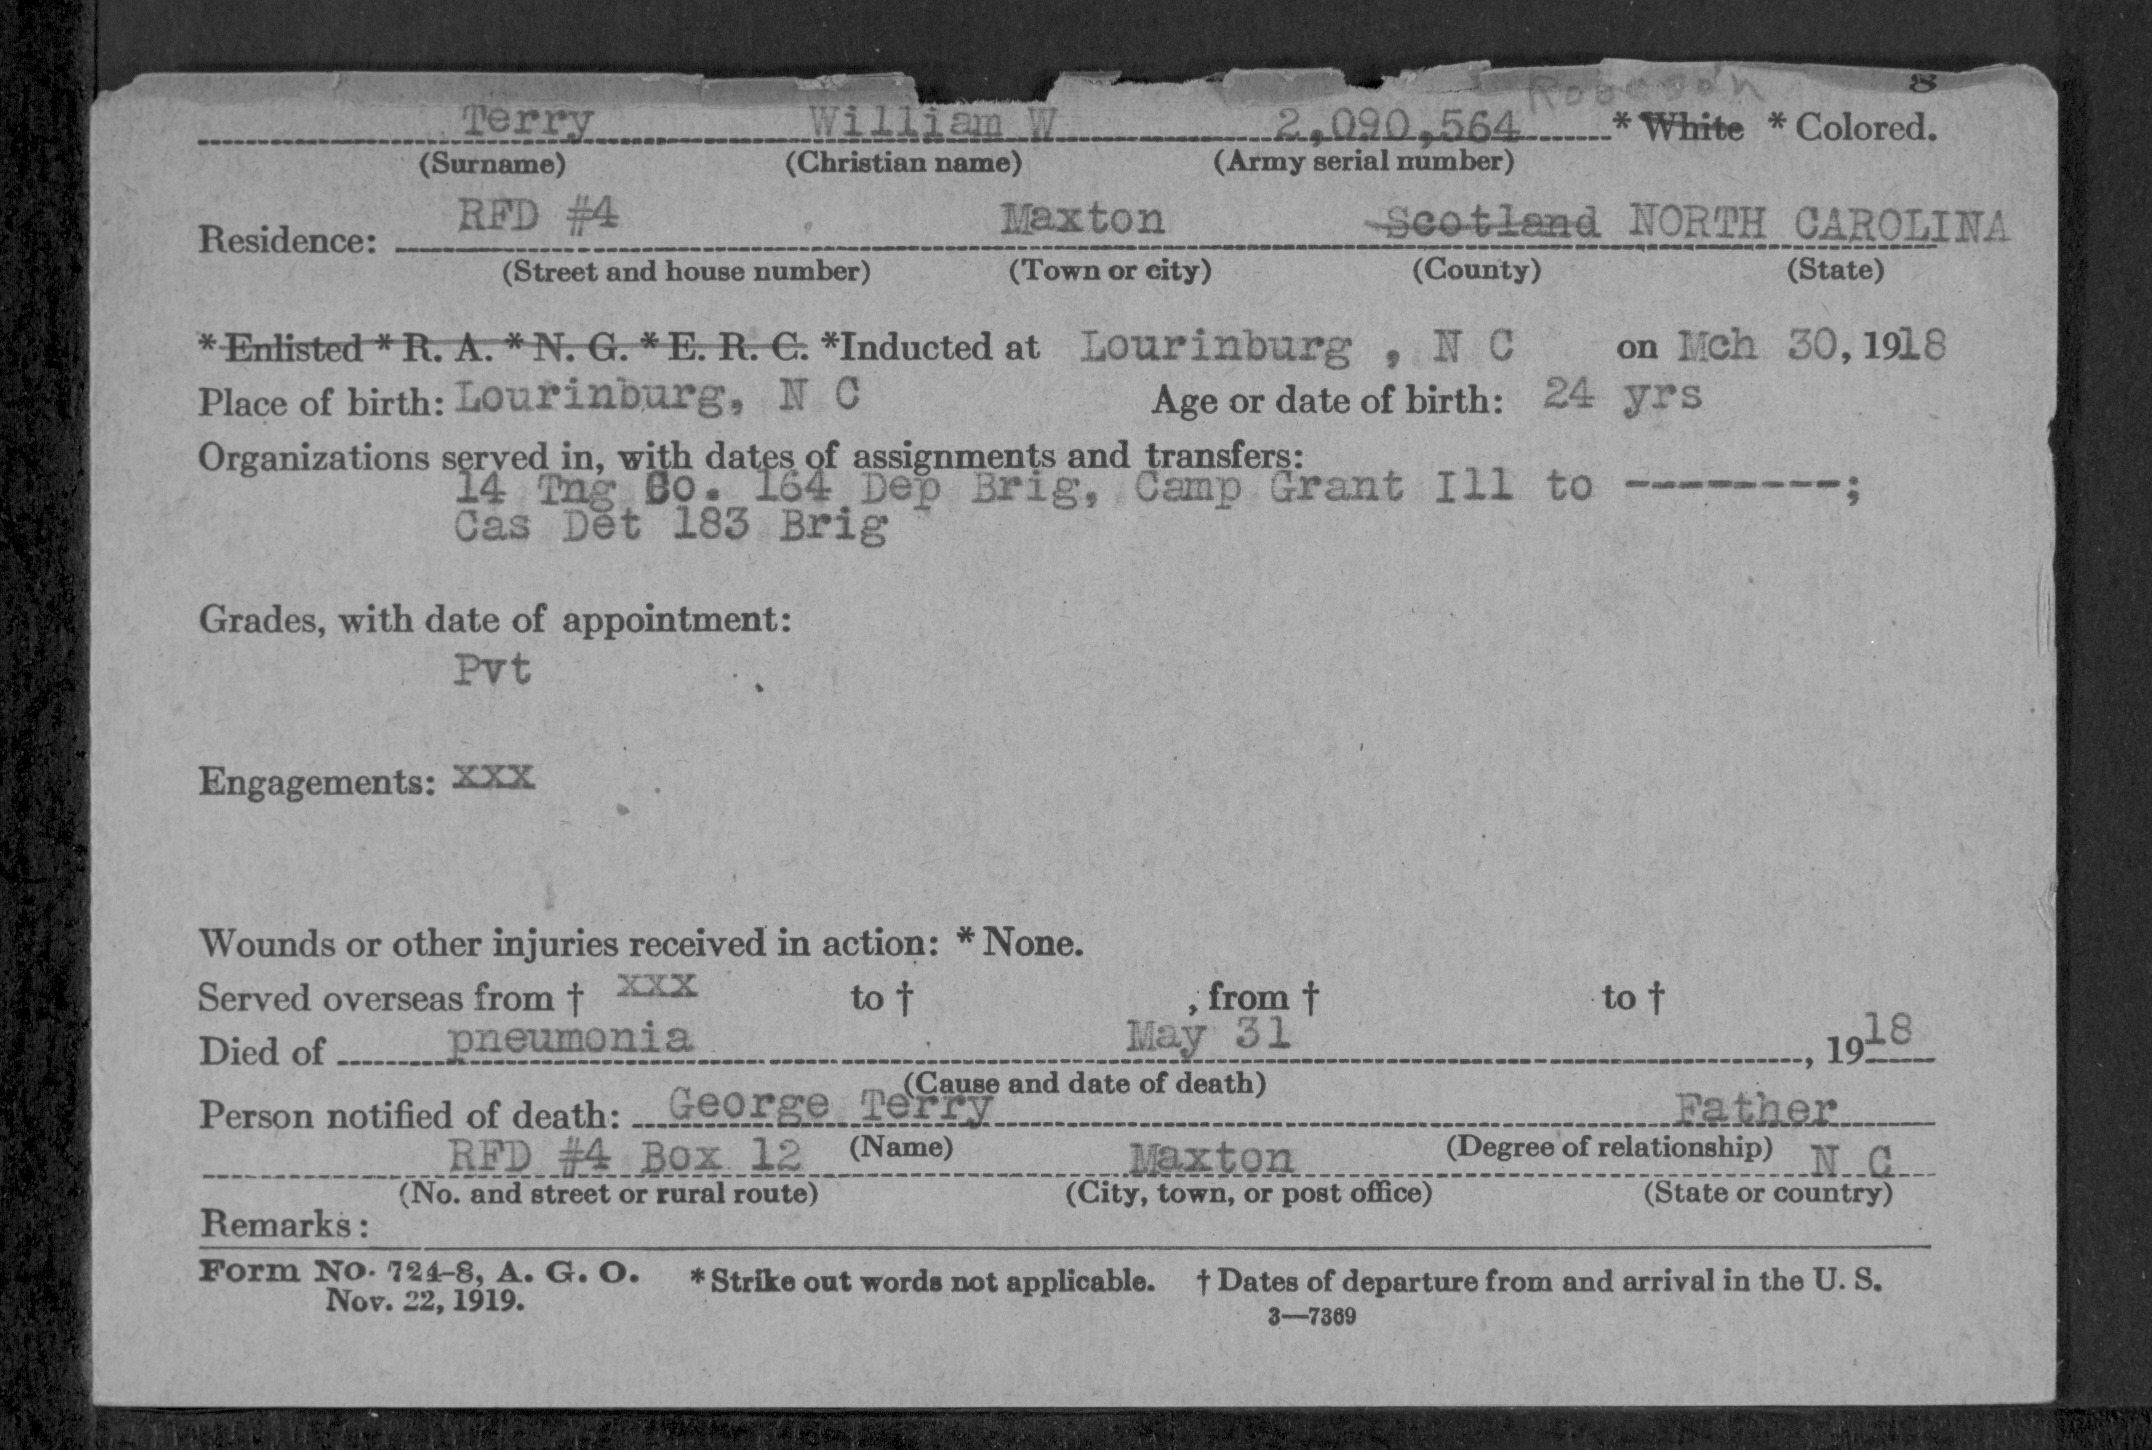 Robeson 8
Terry William W 2,090,564 * White * Colored.
(Surname) (Christian name) (Army serial number)
RFD #4 Maxton Scotland NORTH CAROLINA
Residence:
(Street and house number) (Town or city) (County) (State)
* Enlisted * R. A. * N. G. * E. R. C. *Inducted at Lourinburg , N C on Mch 30, 1918
Place of birth: Lourinburg, N C Age or date of birth: 24 yrs
Organizations served in, with dates of assignments and transfers:
14 Tng Co. 164 Dep Brig, Camp Grant Ill to ---------;
Cas Det 183 Brig
Grades, with date of appointment:
Pvt
Engagements: xxx
Wounds or other injuries received in action: * None.
Served overseas from † xxx to † , from † to †
Died of pneumonia May 31 , 1918
(Cause and date of death)
Person notified of death: George Terry Father
(Name) (Degree of relationship)
RFD #4 Box 12 Maxton N C
(No. and street or rural route) (City, town, or post office) (State or country)
Remarks:
Form No. 724-8, A. G. O. * Strike out words not applicable. † Dates of departure from and arrival in the U. S.
Nov. 22, 1919.
3—7369